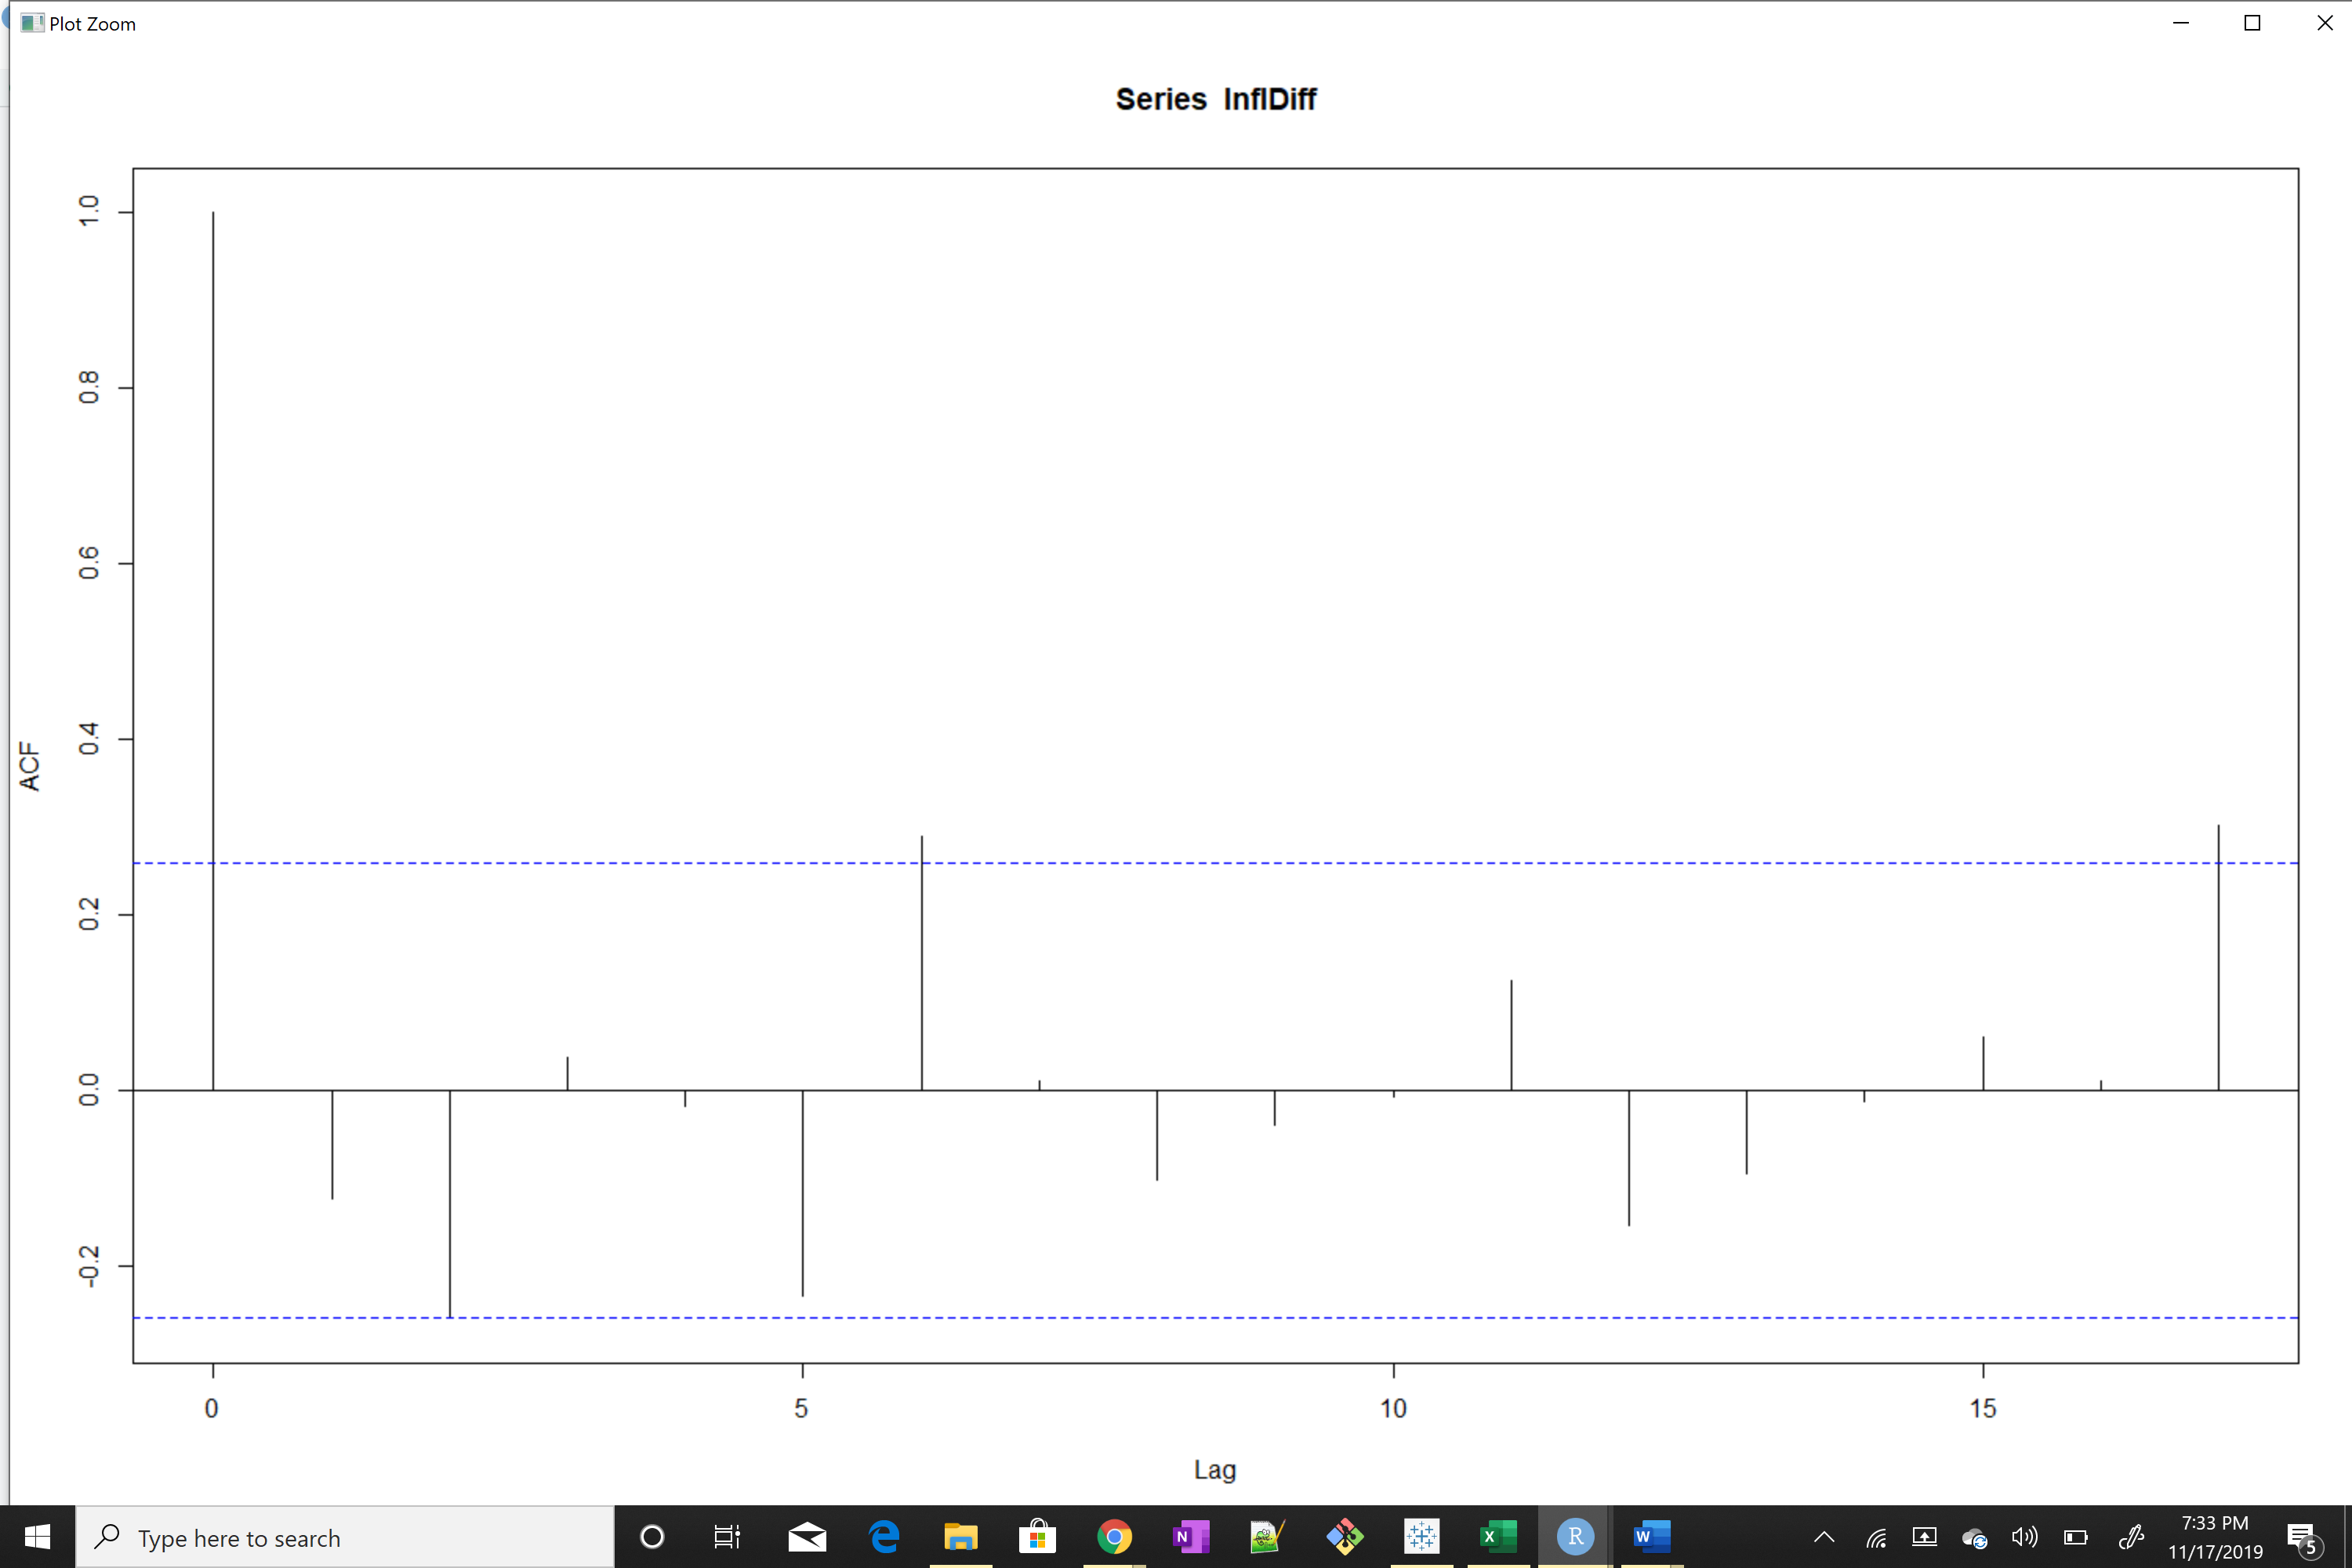 Plot Zoom
Series InflDiff
1.0
0.8
0.6
0.4
0.2
0.0
-0.2
ACF
0 5 10 15
Lag
Type here to search
N
X
R
W
7:33 PM
11/17/2019
5